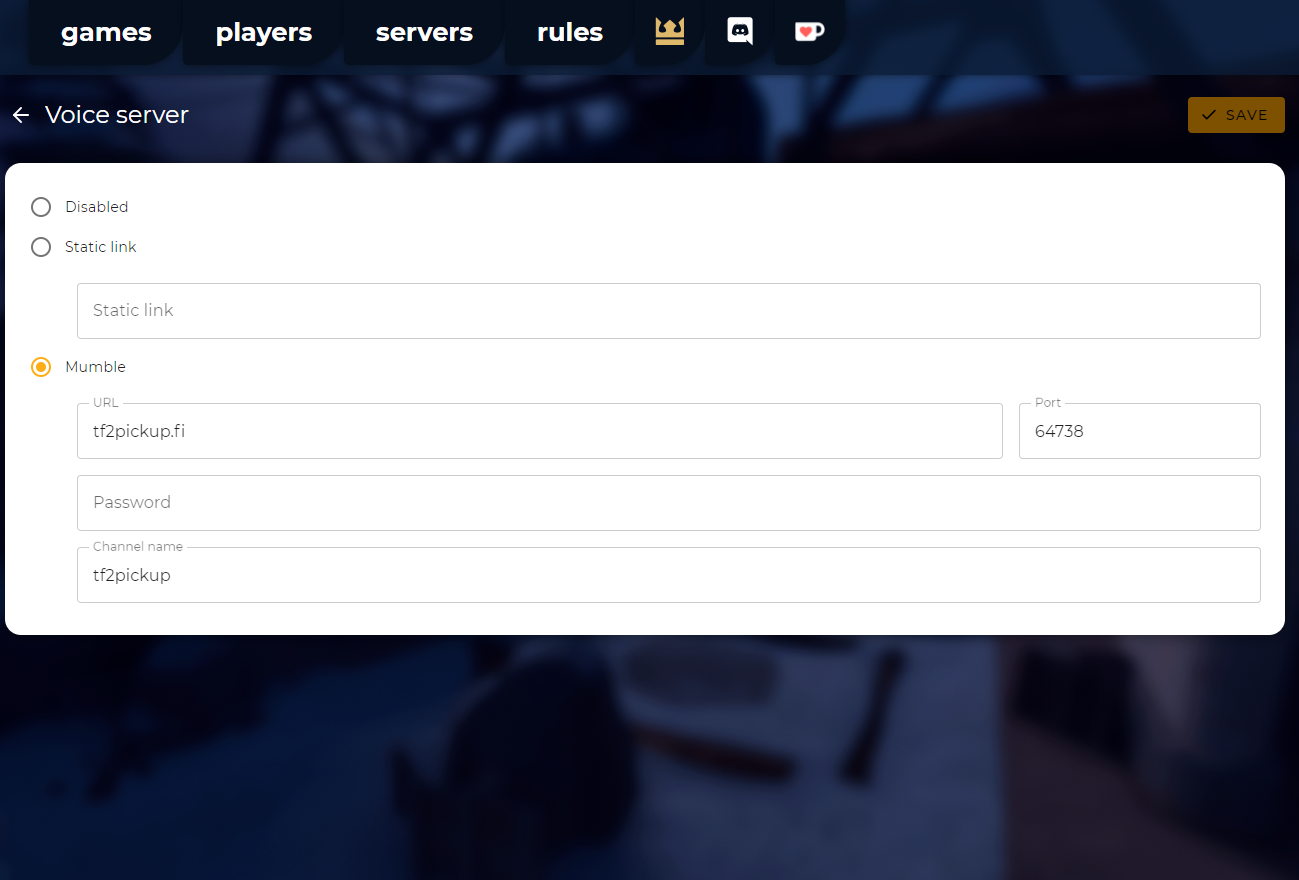 games players servers rules
Voice server
SAVE
Disabled
Static link
Static link
Mumble
URL
tf2pickup.fi
Port
64738
Password
Channel name
tf2pickup